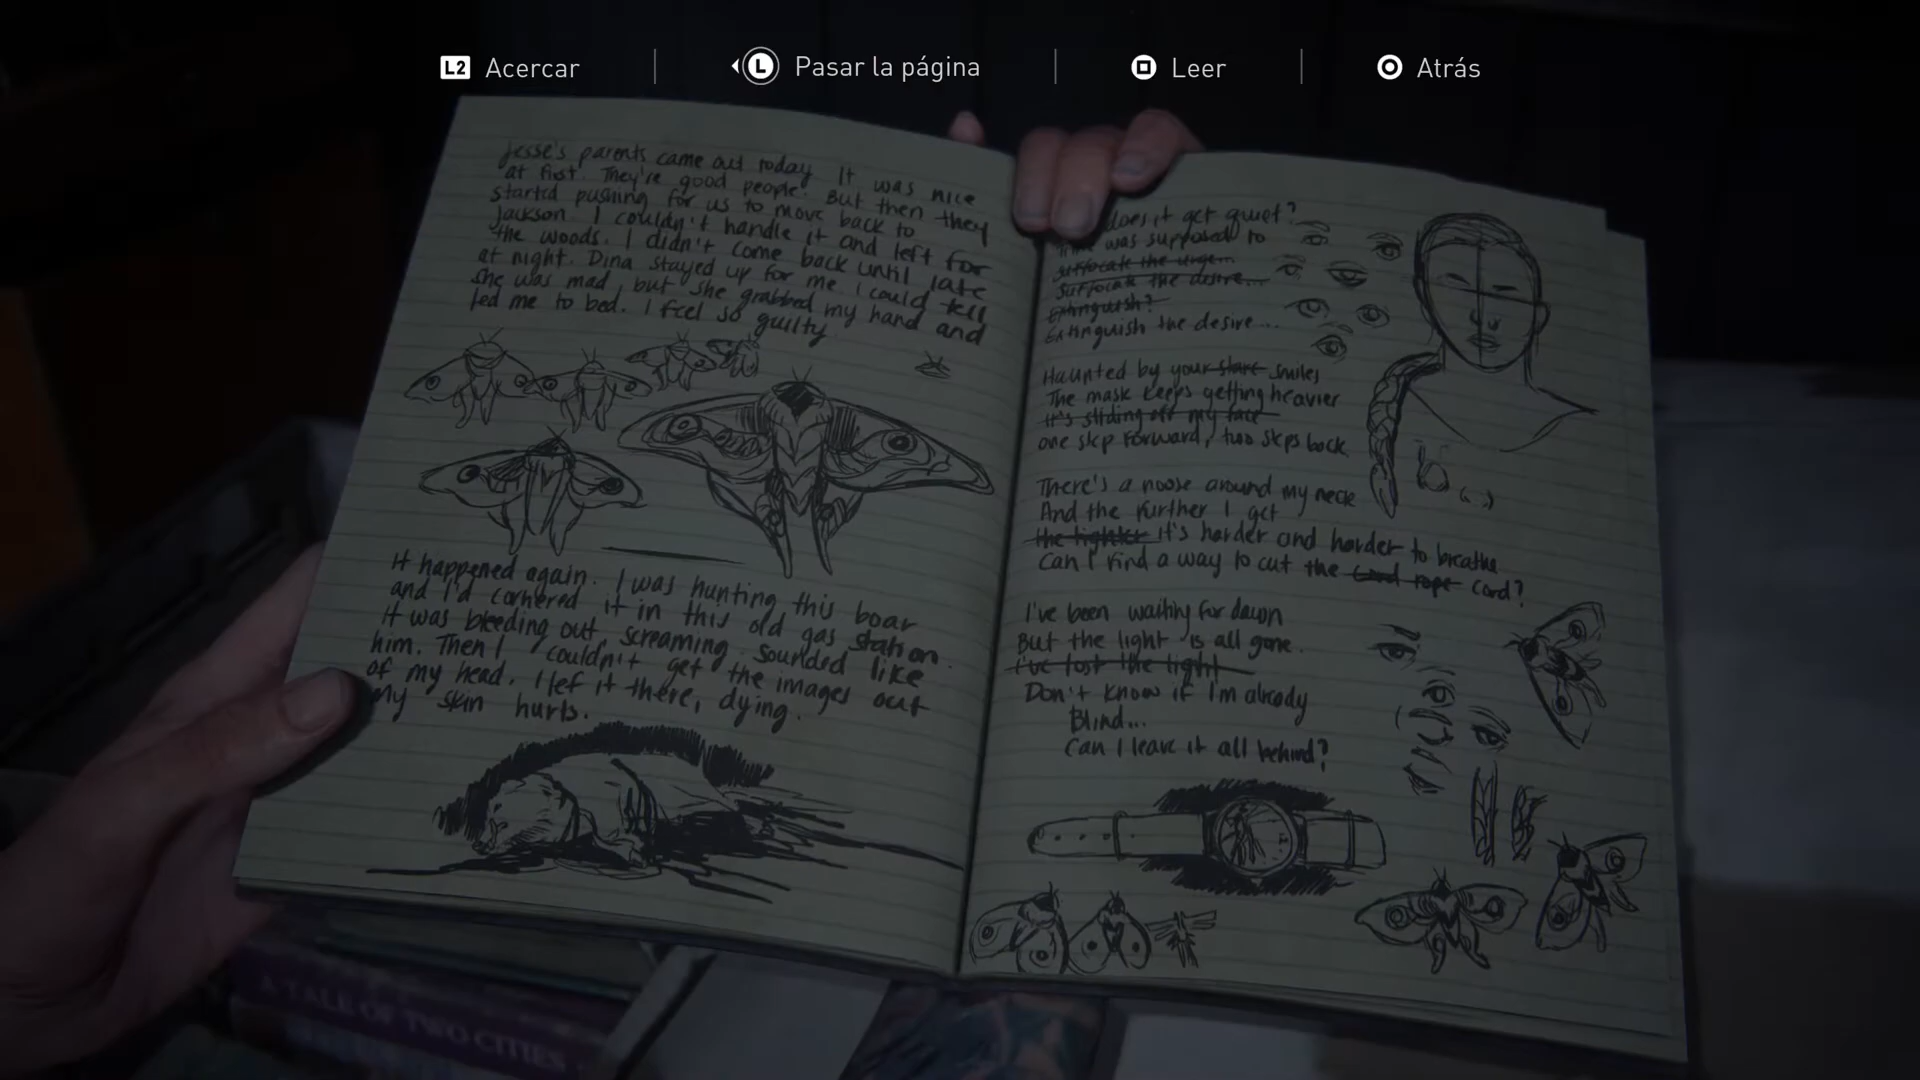 L2 Acercar
L Pasar la página
Leer
Atrás
Jesse's parents came out today. It was nice
at first. They're good people. But then they
started pushing for us to move back to
Jackson. I couldn't handle it and left for
the woods. I didn't come back until late
at night. Dina stayed up for me. I could tell
she was mad, but she grabbed my hand and
led me to bed. I feel so guilty
It happened again. I was hunting this boar
and I'd cornered it in this old gas station.
It was bleeding out, screaming. Sounded like
him. Then I couldn't get the images out
of my head. I lef it there, dying.
My skin hurts.
does it get quiet?
was supposed to
suffocate the urge...
suffocate the desire...
Extinguish?
Extinguish the desire...
Haunted by your stare smiles
The mask keeps getting heavier
it's sliding off my face
one step forward, two steps back
There's a noose around my neck
And the further I get
the tighter it's harder and harder to breathe
Can I find a way to cut the cord rope cord?
I've been waiting for dawn
But the light is all gone.
I've lost the light
Don't know if I'm already
Blind...
Can I leave it all behind?
A TALE OF TWO CITIES